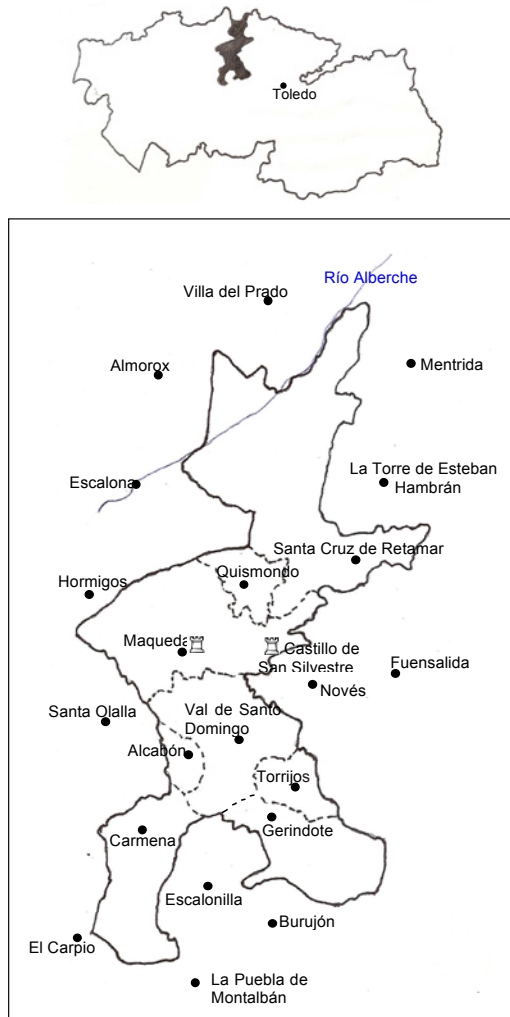 Toledo
Río Alberche
Villa del Prado
Almorox
Mentrida
La Torre de Esteban
Hambrán
Escalona
Santa Cruz de Retamar
Quismondo
Hormigos
Maqueda
Castillo de
San Silvestre
Fuensalida
Novés
Santa Olalla
Val de Santo
Domingo
Alcabón
Torrijos
Gerindote
Carmena
Escalonilla
Burujón
El Carpio
La Puebla de
Montalbán